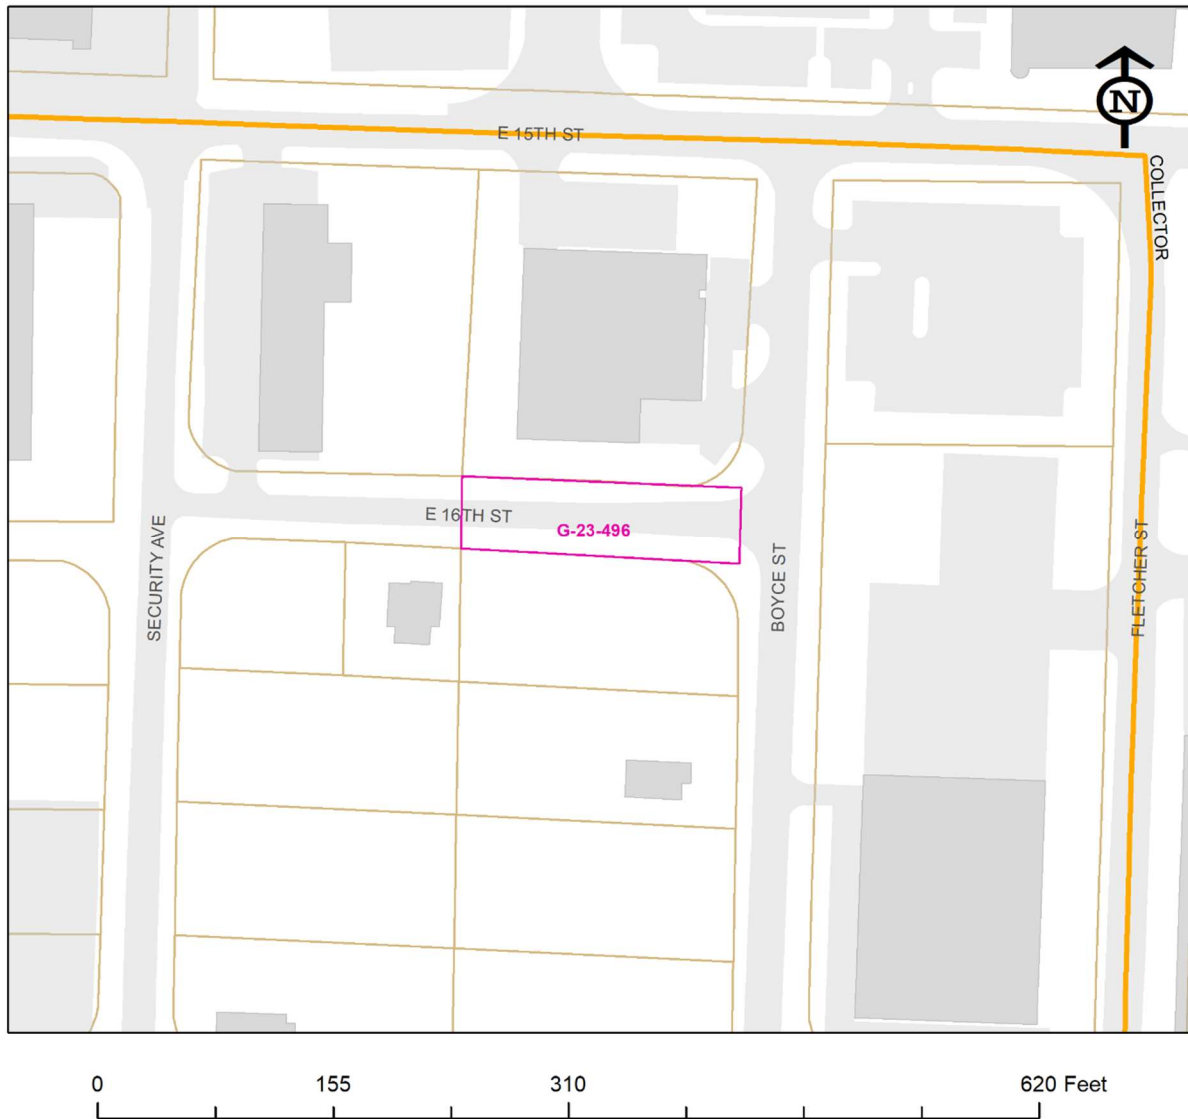 N
E 15TH ST
COLLECTOR
E 16TH ST
G-23-496
SECURITY AVE
BOYCE ST
FLETCHER ST
0 155 310 620 Feet